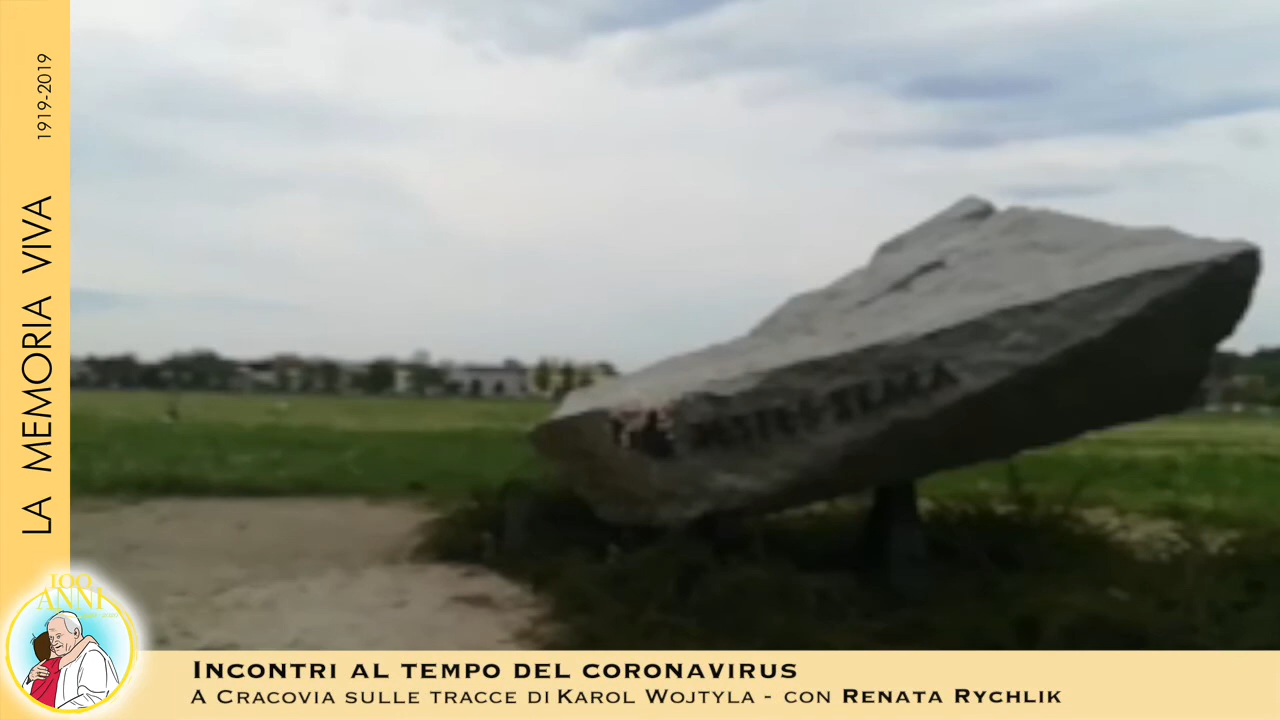 1919-2019
LA MEMORIA VIVA
100
ANNI
INCONTRI AL TEMPO DEL CORONAVIRUS
A CRACOVIA SULLE TRACCE DI KAROL WOJTYLA - CON RENATA RYCHLIK